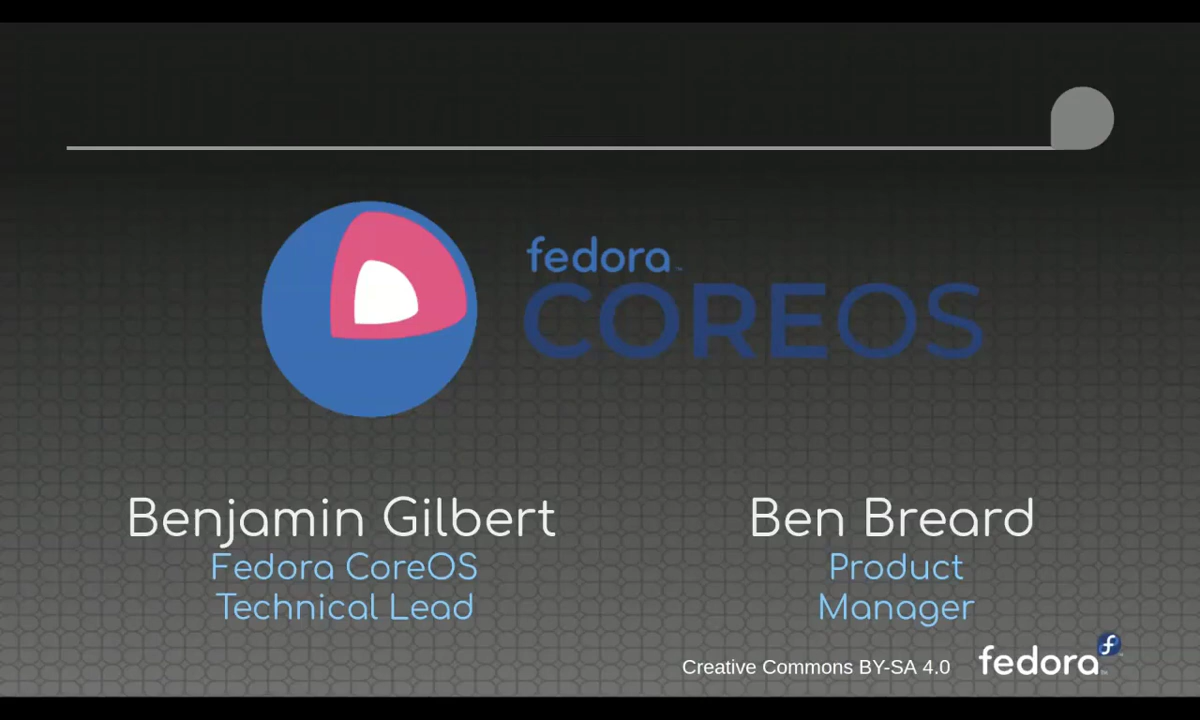 fedora
COREOS
Benjamin Gilbert
Fedora CoreOS
Technical Lead
Ben Breard
Product
Manager
Creative Commons BY-SA 4.0
fedora